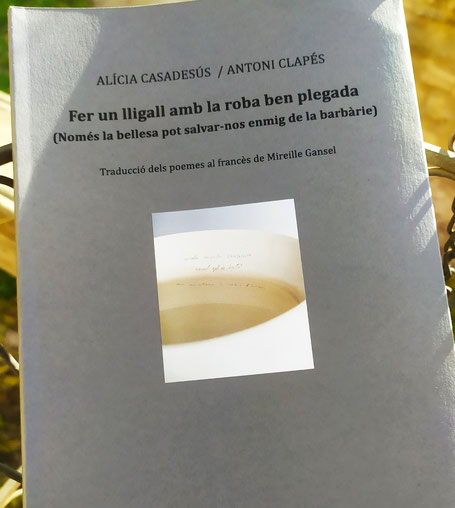 ALÍCIA CASADESÚS / ANTONI CLAPÉS
Fer un lligall amb la roba ben plegada
(Només la bellesa pot salvar-nos enmig de la barbàrie)
Traducció dels poemes al francès de Mireille Gansel